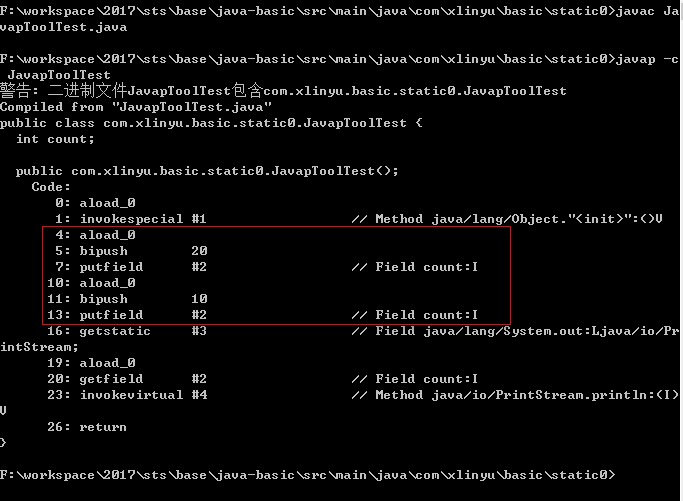 F:\workspace\2017\sts\base\java-basic\src\main\java\com\xlinyu\basic\static0>javac Ja
vapToolTest.java
F:\workspace\2017\sts\base\java-basic\src\main\java\com\xlinyu\basic\static0>javap -c
 JavapToolTest
警告: 二进制文件JavapToolTest包含com.xlinyu.basic.static0.JavapToolTest
Compiled from "JavapToolTest.java"
public class com.xlinyu.basic.static0.JavapToolTest {
  int count;
  public com.xlinyu.basic.static0.JavapToolTest();
    Code:
       0: aload_0
       1: invokespecial #1                  // Method java/lang/Object."<init>":()V
       4: aload_0
       5: bipush        20
       7: putfield      #2                  // Field count:I
      10: aload_0
      11: bipush        10
      13: putfield      #2                  // Field count:I
      16: getstatic     #3                  // Field java/lang/System.out:Ljava/io/Pr
intStream;
      19: aload_0
      20: getfield      #2                  // Field count:I
      23: invokevirtual #4                  // Method java/io/PrintStream.println:(I)
V
      26: return
}
F:\workspace\2017\sts\base\java-basic\src\main\java\com\xlinyu\basic\static0>